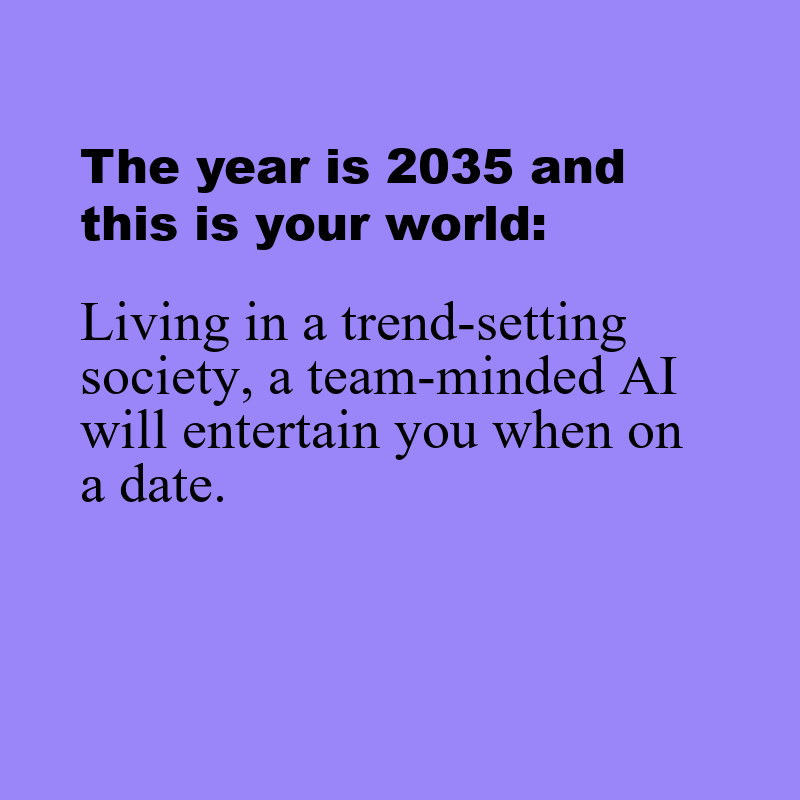 The year is 2035 and
this is your world:
Living in a trend-setting
society, a team-minded AI
will entertain you when on
a date.